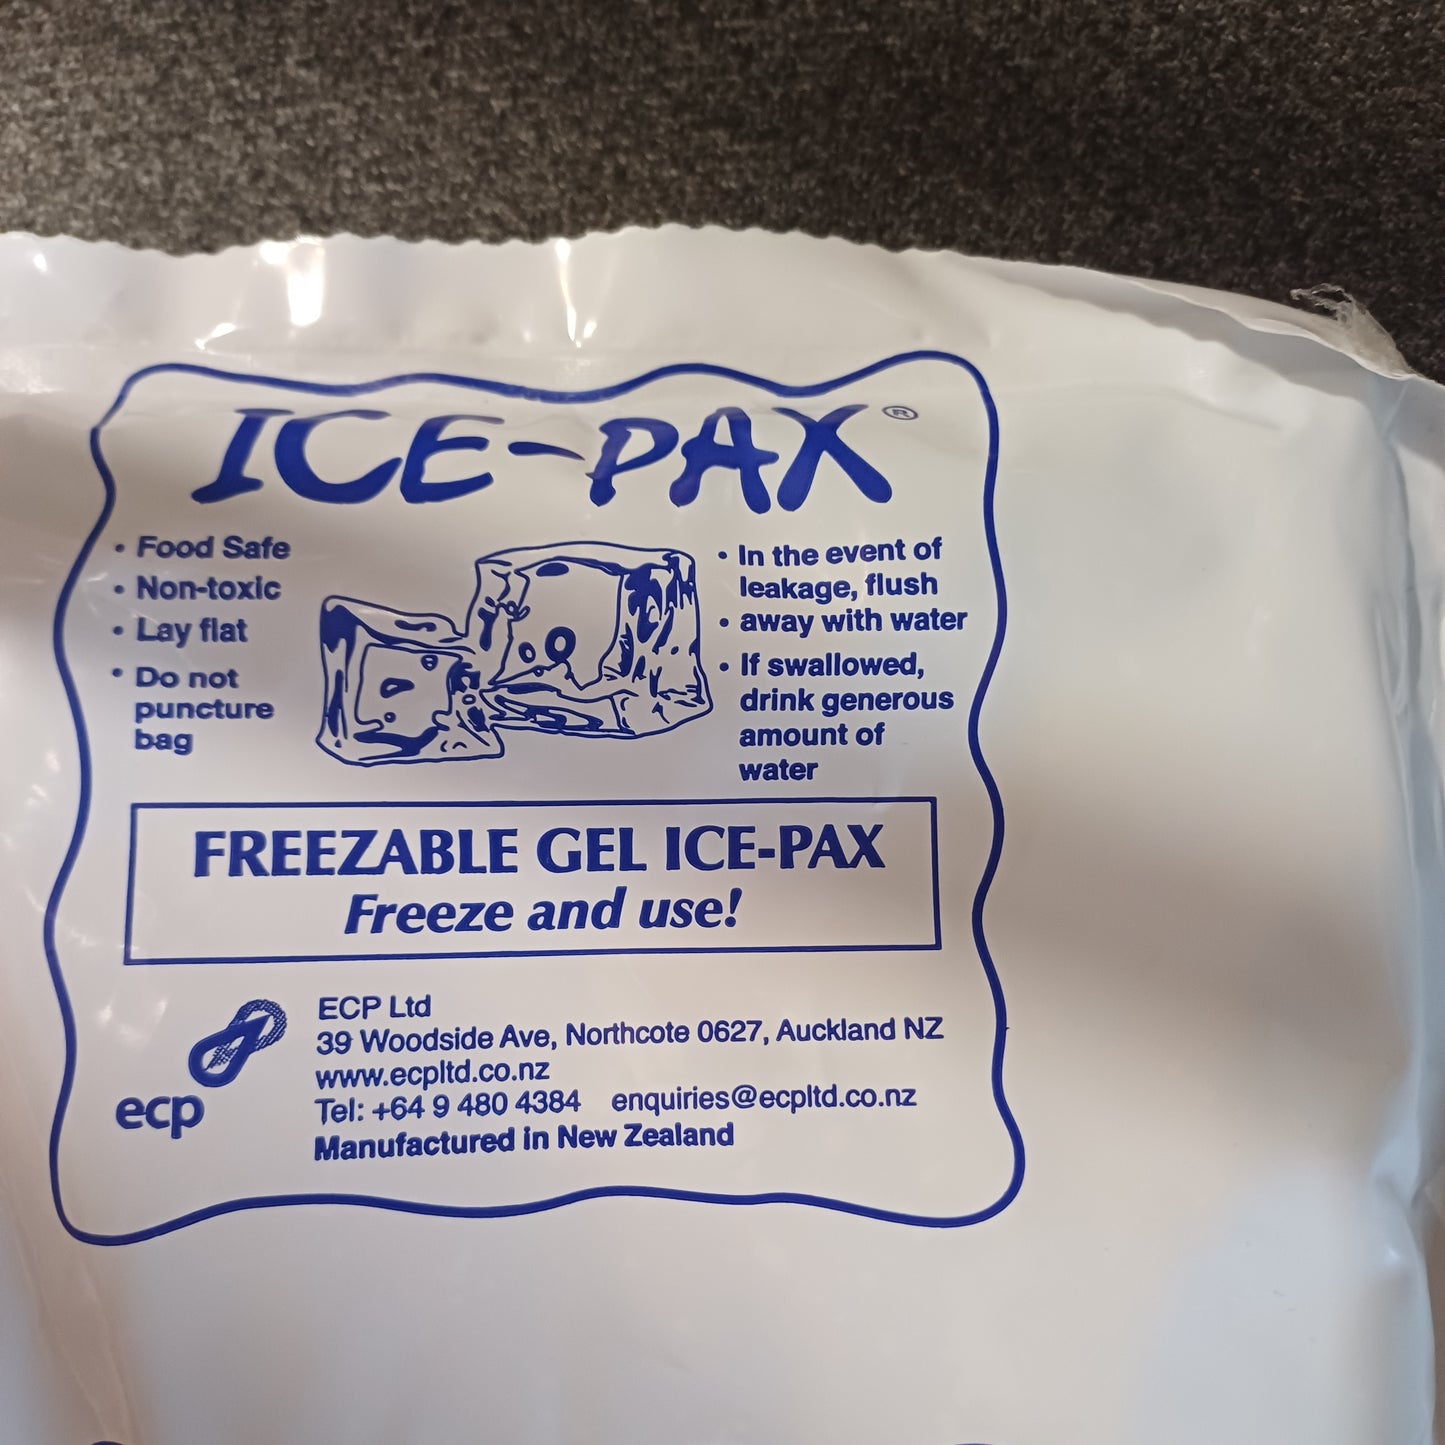 ICE-PAX®
• Food Safe
• Non-toxic
• Lay flat
• Do not
puncture
bag
• In the event of
leakage, flush
• away with water
• If swallowed,
drink generous
amount of
water
FREEZABLE GEL ICE-PAX
Freeze and use!
ecp
ECP Ltd
39 Woodside Ave, Northcote 0627, Auckland NZ
www.ecpltd.co.nz
Tel: +64 9 480 4384 enquiries@ecpltd.co.nz
Manufactured in New Zealand